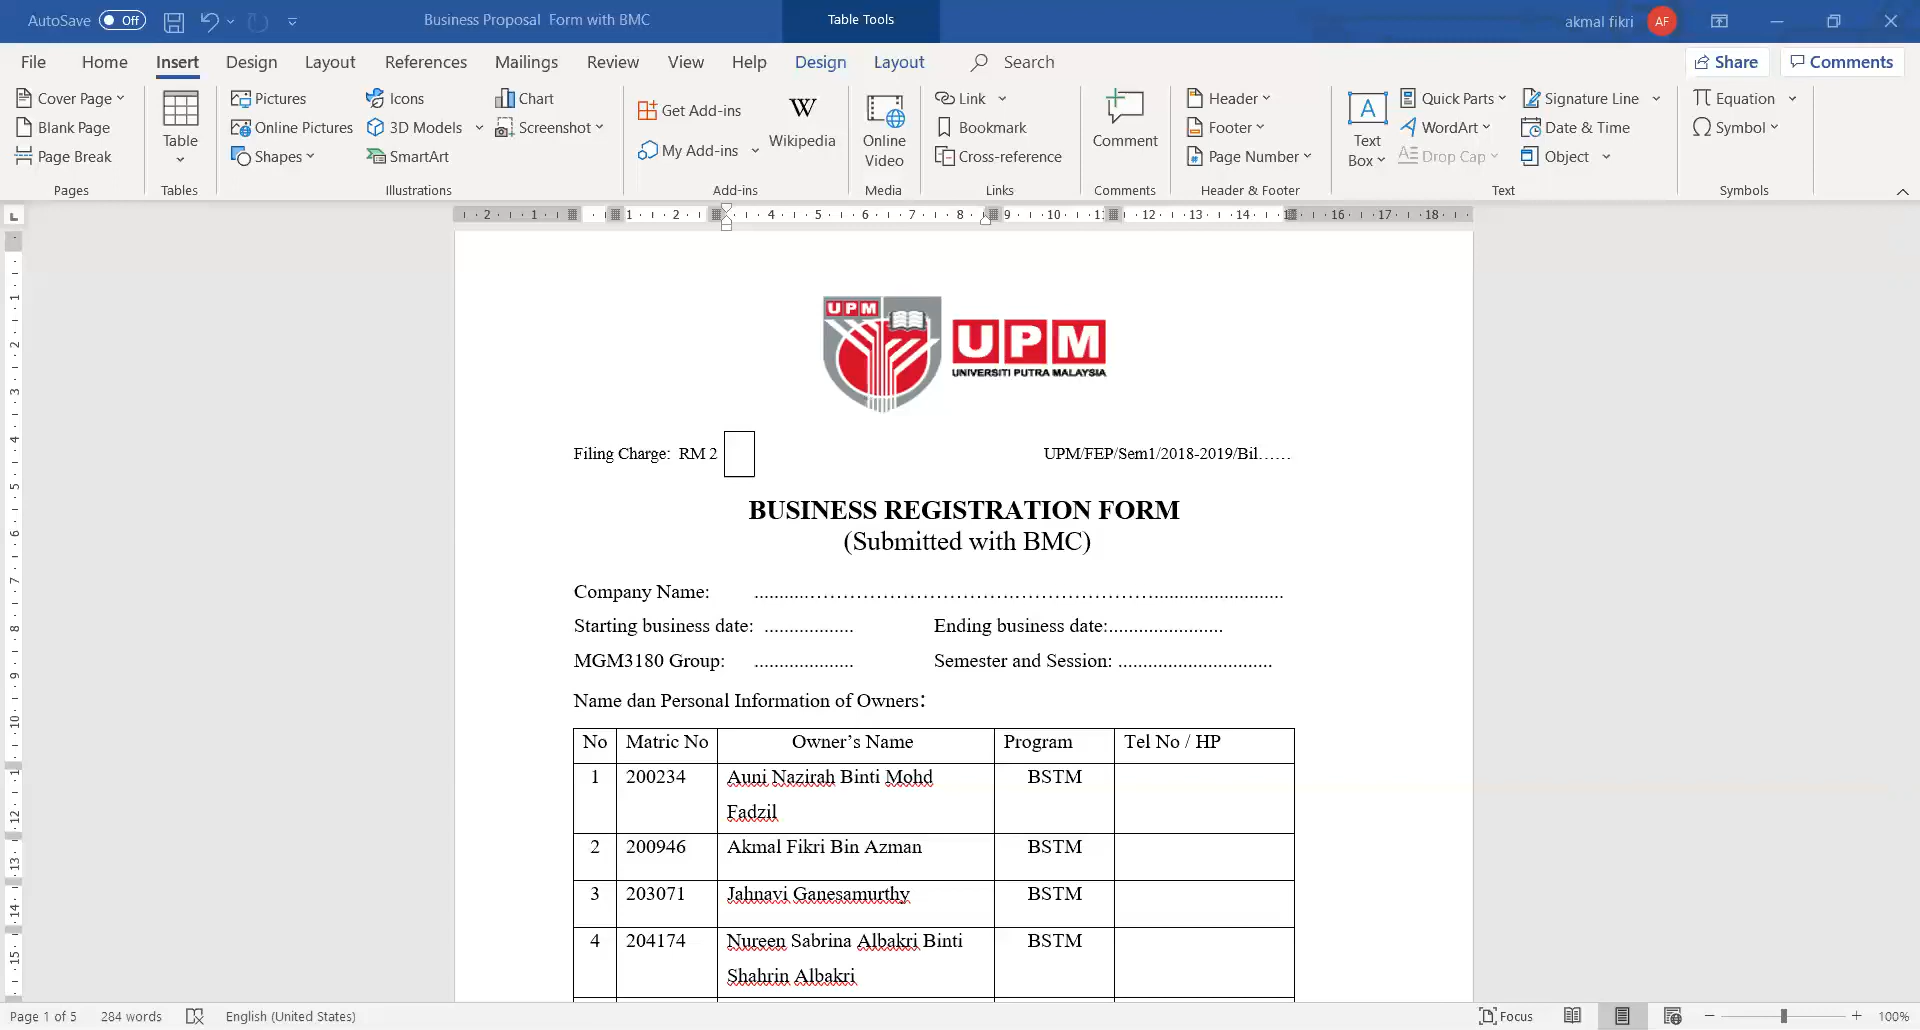 AutoSave Off Business Proposal Form with BMC Table Tools akmal fikri AF
File Home Insert Design Layout References Mailings Review View Help Design Layout Search Share Comments
Cover Page
Blank Page
Page Break
Pages
Table
Tables
Pictures
Online Pictures
Shapes
Icons
3D Models
SmartArt
Chart
Screenshot
Illustrations
Get Add-ins
My Add-ins
Wikipedia
Add-ins
Online
Video
Media
Link
Bookmark
Cross-reference
Links
Comment
Comments
Header
Footer
Page Number
Header & Footer
Text
Box
Quick Parts
WordArt
Drop Cap
Signature Line
Date & Time
Object
Text
Equation
Symbol
Symbols
UPM
UPM
UNIVERSITI PUTRA MALAYSIA
Filing Charge: RM 2 UPM/FEP/Sem1/2018-2019/Bil……
BUSINESS REGISTRATION FORM
(Submitted with BMC)
Company Name: ...........………………………….…………………..........................
Starting business date: .................. Ending business date:.......................
MGM3180 Group: .................... Semester and Session: ...............................
Name dan Personal Information of Owners:
No Matric No Owner’s Name Program Tel No / HP
1 200234 Auni Nazirah Binti Mohd BSTM
Fadzil
2 200946 Akmal Fikri Bin Azman BSTM
3 203071 Jahnavi Ganesamurthy BSTM
4 204174 Nureen Sabrina Albakri Binti BSTM
Shahrin Albakri
Page 1 of 5 284 words English (United States) Focus 100%